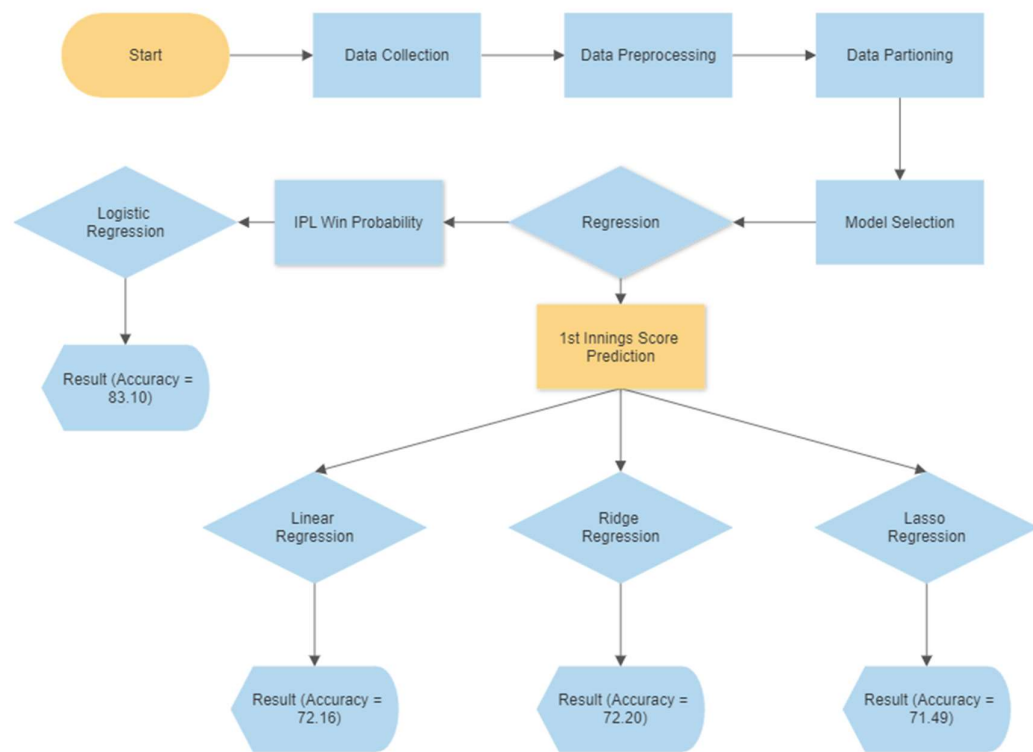 Start
Data Collection
Data Preprocessing
Data Partioning
Logistic
Regression
IPL Win Probability
Regression
Model Selection
1st Innings Score
Prediction
Result (Accuracy =
83.10)
Linear
Regression
Ridge
Regression
Lasso
Regression
Result (Accuracy =
72.16)
Result (Accuracy =
72.20)
Result (Accuracy =
71.49)